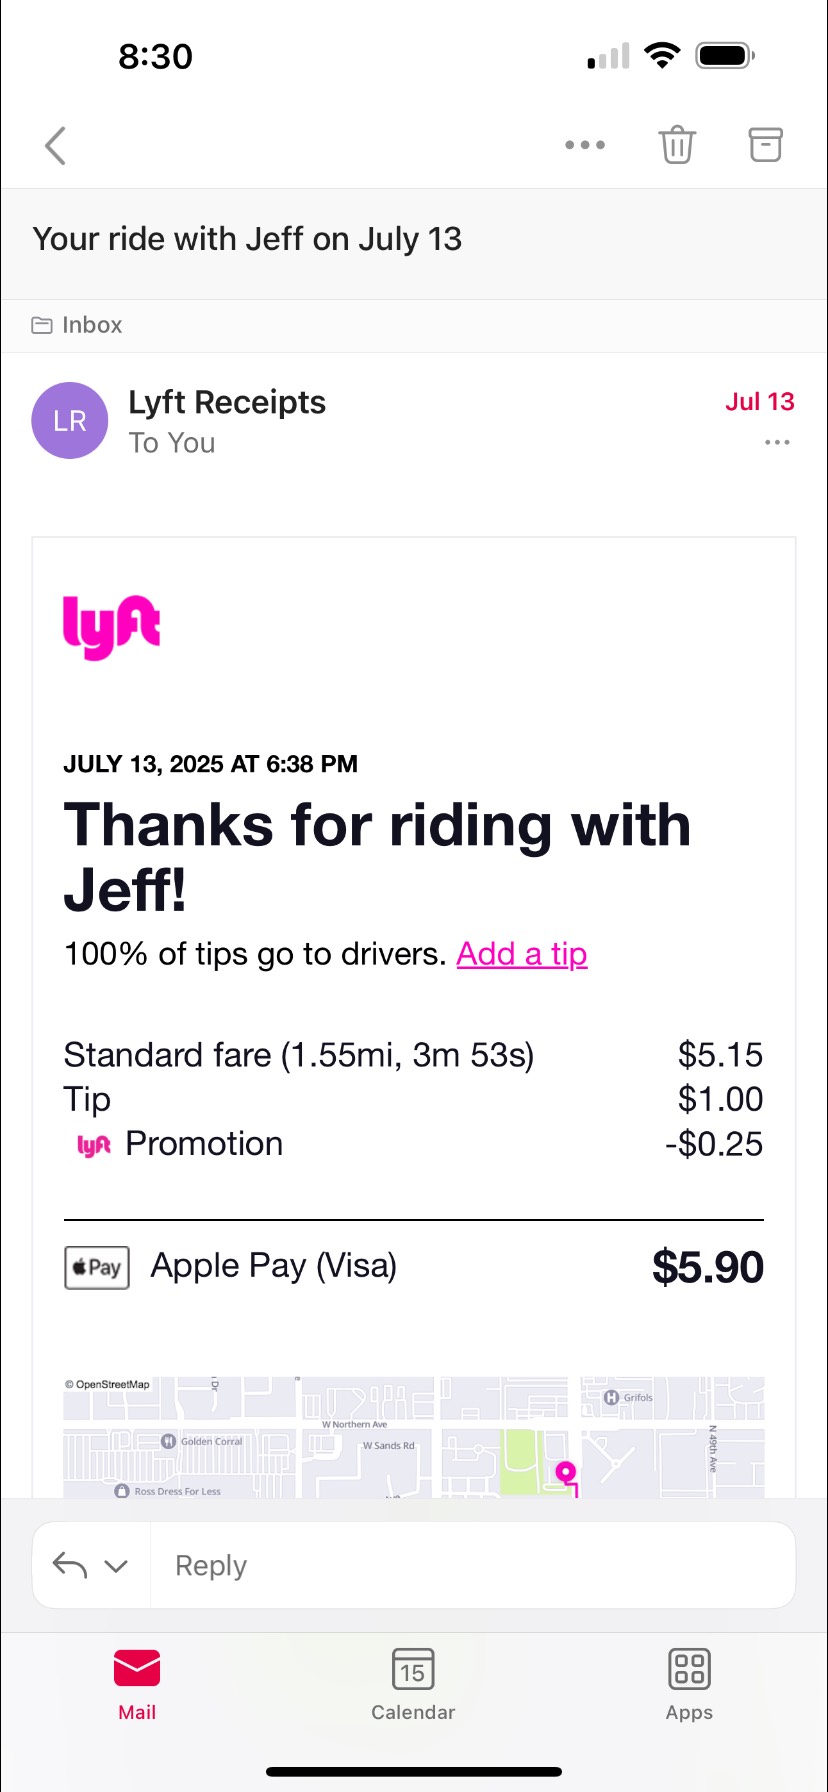 8:30
Your ride with Jeff on July 13
Inbox
LR
Lyft Receipts
Jul 13
To You
lyft
JULY 13, 2025 AT 6:38 PM
Thanks for riding with
Jeff!
100% of tips go to drivers. Add a tip
Standard fare (1.55mi, 3m 53s) $5.15
Tip $1.00
lyft Promotion -$0.25
Pay Apple Pay (Visa) $5.90
© OpenStreetMap
Dr
H Grifols
W Northern Ave
Golden Corral
W Sands Rd
N 49th Ave
Ross Dress For Less
Reply
15
Mail
Calendar
Apps